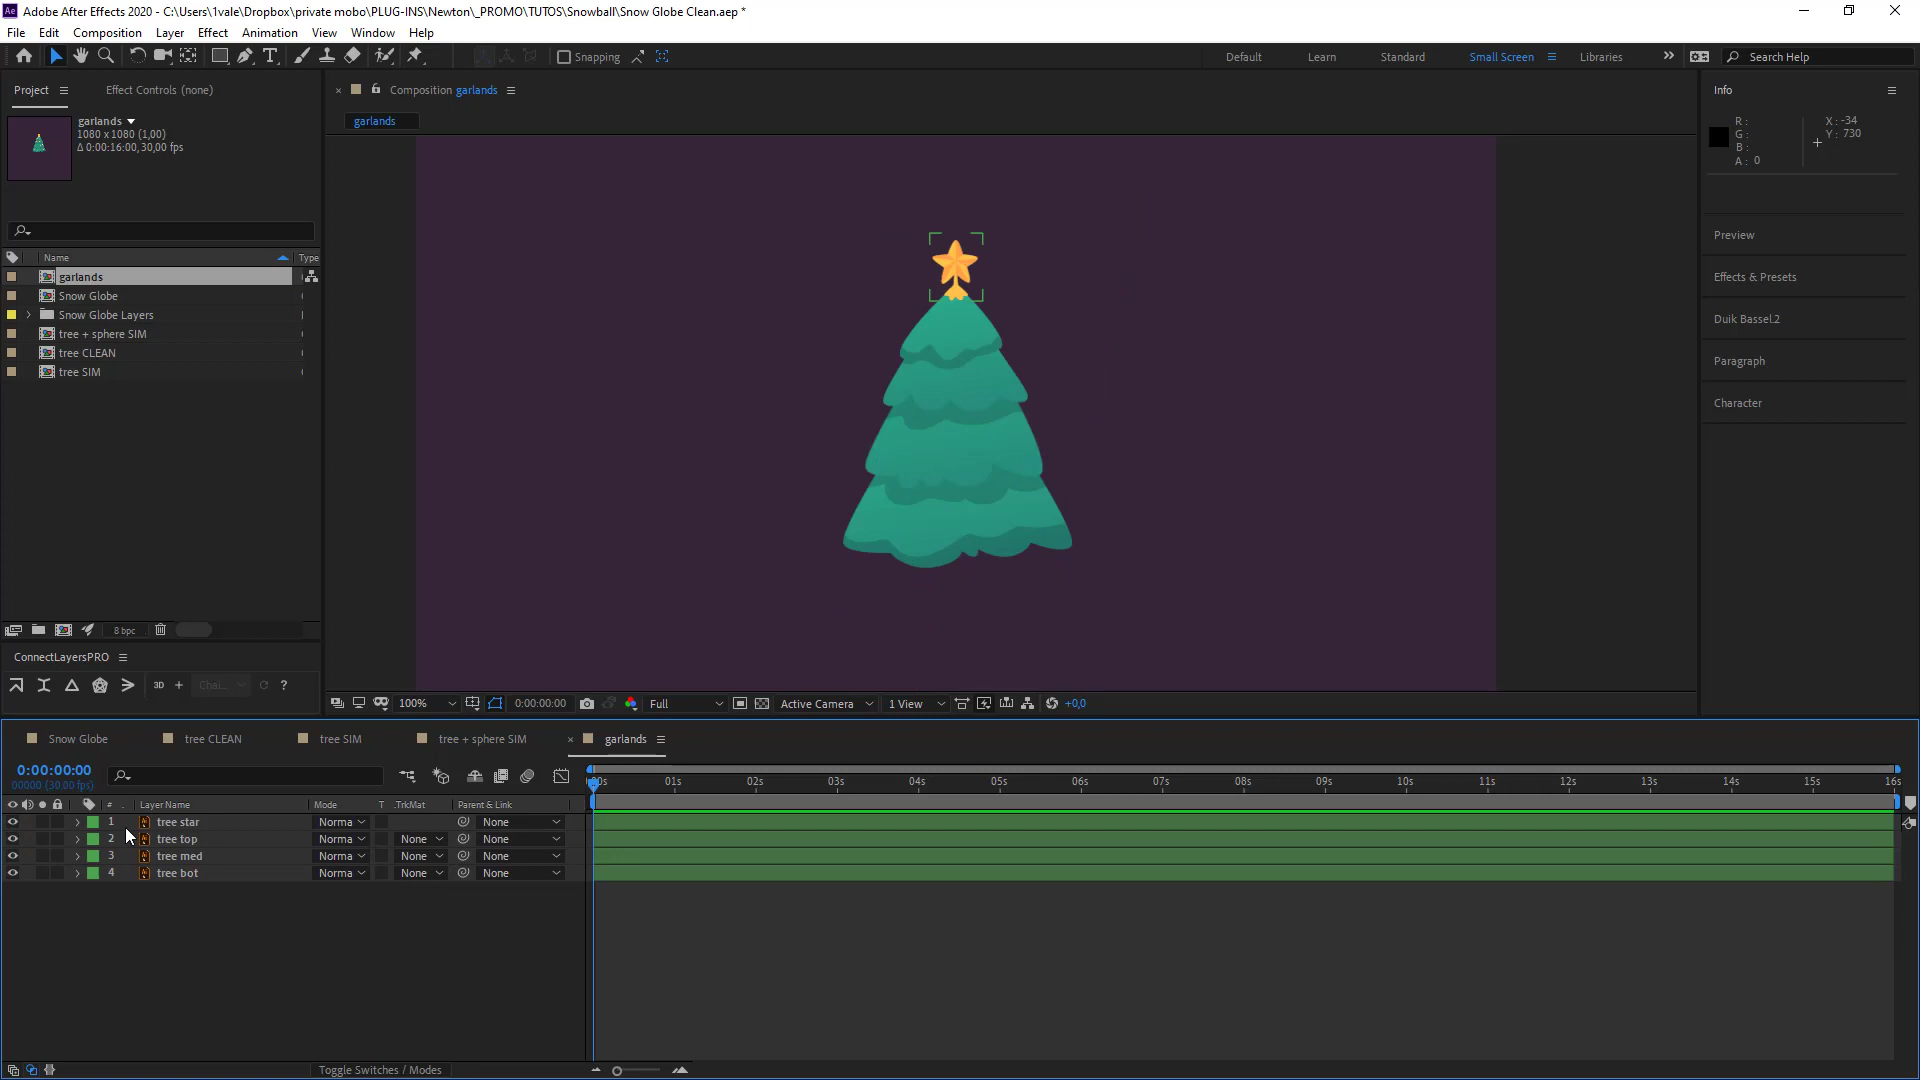 Adobe After Effects 2020 - C:\Users\1vale\Dropbox\private mobo\PLUG-INS\Newton\_PROMO\TUTOS\Snowball\Snow Globe Clean.aep *
File Edit Composition Layer Effect Animation View Window Help
Snapping Default Learn Standard Small Screen Libraries Search Help
Project Effect Controls (none) Composition garlands Info
garlands
1080 x 1080 (1,00)
Δ 0:00:16:00, 30,00 fps
garlands
R :
G :
B :
A : 0
X : -34
Y : 730
Name Type
garlands
Snow Globe
Snow Globe Layers
tree + sphere SIM
tree CLEAN
tree SIM
Preview
Effects & Presets
Duik Bassel.2
Paragraph
Character
8 bpc
ConnectLayersPRO
3D + Chai... ?
100% 0:00:00:00 Full Active Camera 1 View +0,0
Snow Globe tree CLEAN tree SIM tree + sphere SIM garlands
0:00:00:00
00000 (30.00 fps)
01s 02s 03s 04s 05s 06s 07s 08s 09s 10s 11s 12s 13s 14s 15s 16s
# Layer Name Mode T .TrkMat Parent & Link
1 tree star Norma None
2 tree top Norma None None
3 tree med Norma None None
4 tree bot Norma None None
Toggle Switches / Modes